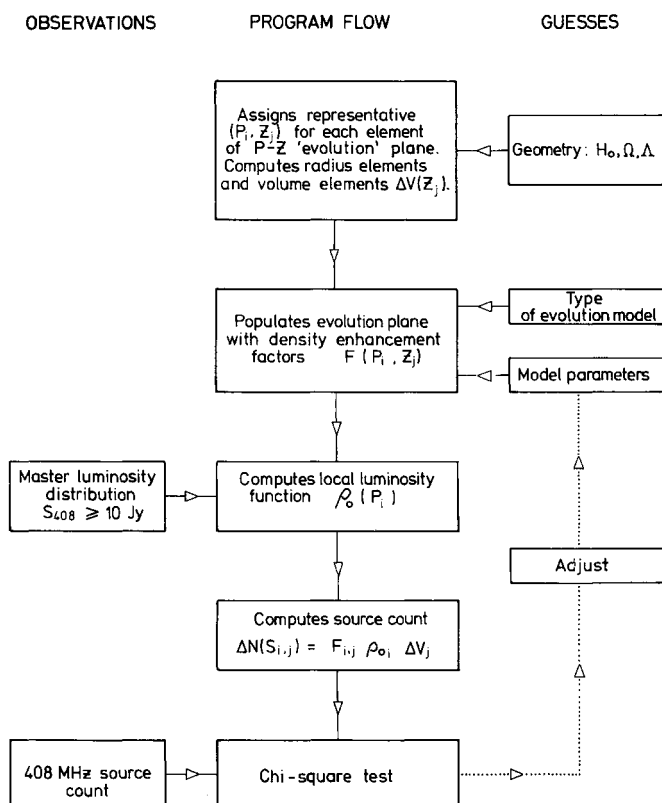 OBSERVATIONS
PROGRAM FLOW
GUESSES
Assigns representative
(Pᵢ, Zⱼ) for each element
of P-Z 'evolution' plane.
Computes radius elements
and volume elements ΔV(Zⱼ).
Geometry: H₀, Ω, Λ
Populates evolution plane
with density enhancement
factors F (Pᵢ, Zⱼ)
Type
of evolution model
Model parameters
Master luminosity
distribution
S₄₀₈ ⩾ 10 Jy
Computes local luminosity
function ρ₀ (Pᵢ)
Adjust
Computes source count
ΔN(Sᵢ,ⱼ) = Fᵢ,ⱼ ρ₀ᵢ ΔVⱼ
408 MHz source
count
Chi-square test